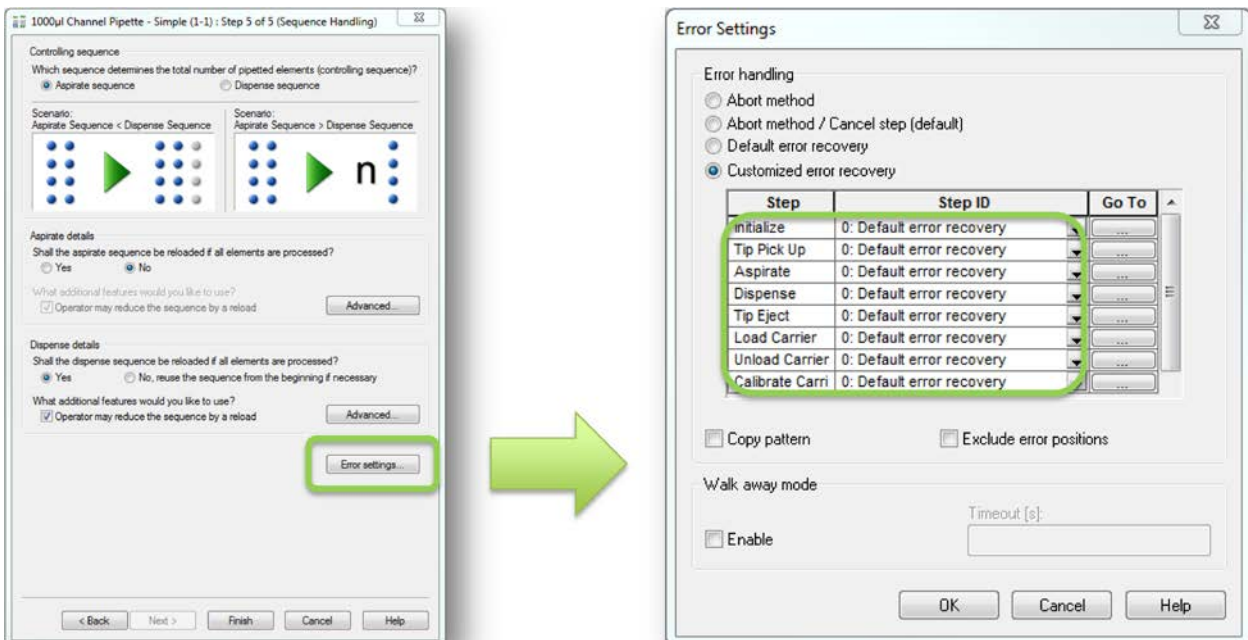 1000µl Channel Pipette - Simple (1-1) : Step 5 of 5 (Sequence Handling)
Controlling sequence
Which sequence determines the total number of pipetted elements (controlling sequence)?
Aspirate sequence Dispense sequence
Scenario: Scenario:
Aspirate Sequence < Dispense Sequence Aspirate Sequence > Dispense Sequence
n
Aspirate details
Shall the aspirate sequence be reloaded if all elements are processed?
Yes No
What additional features would you like to use?
Operator may reduce the sequence by a reload Advanced...
Dispense details
Shall the dispense sequence be reloaded if all elements are processed?
Yes No, reuse the sequence from the beginning if necessary
What additional features would you like to use?
Operator may reduce the sequence by a reload Advanced...
Error settings...
< Back Next > Finish Cancel Help
Error Settings
Error handling
Abort method
Abort method / Cancel step (default)
Default error recovery
Customized error recovery
Step Step ID Go To
Initialize 0: Default error recovery ...
Tip Pick Up 0: Default error recovery ...
Aspirate 0: Default error recovery ...
Dispense 0: Default error recovery ...
Tip Eject 0: Default error recovery ...
Load Carrier 0: Default error recovery ...
Unload Carrier 0: Default error recovery ...
Calibrate Carri 0: Default error recovery ...
Copy pattern Exclude error positions
Walk away mode
Timeout [s]:
Enable
OK Cancel Help